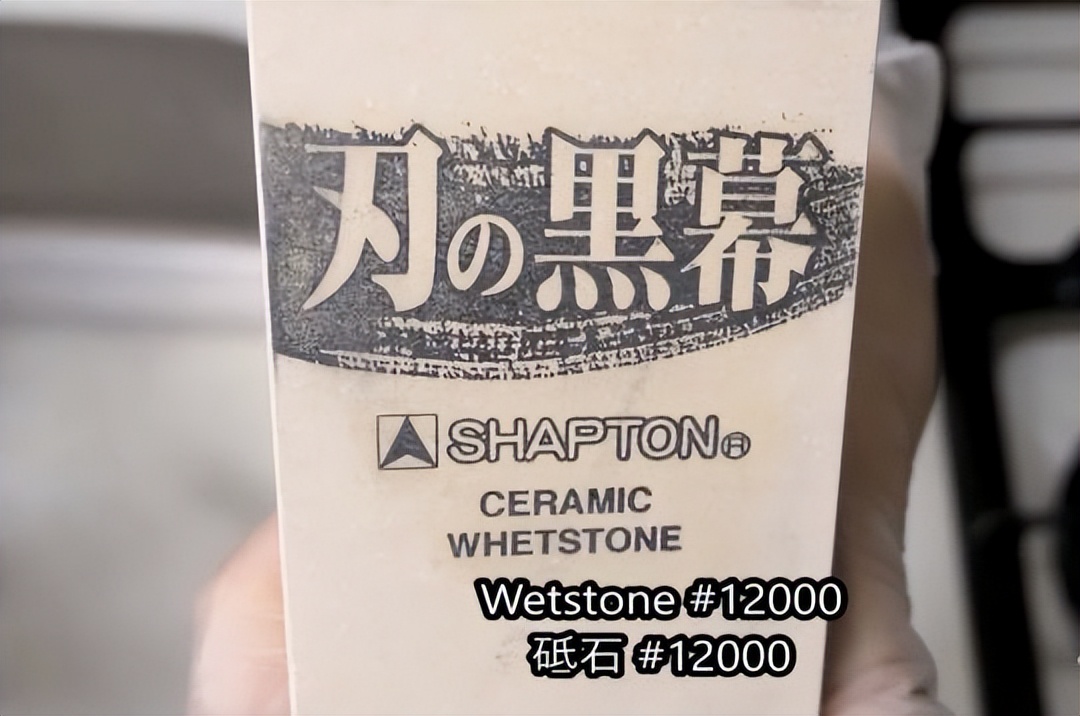 刃の黒幕
SHAPTON®
CERAMIC
WHETSTONE
Wetstone #12000
砥石 #12000